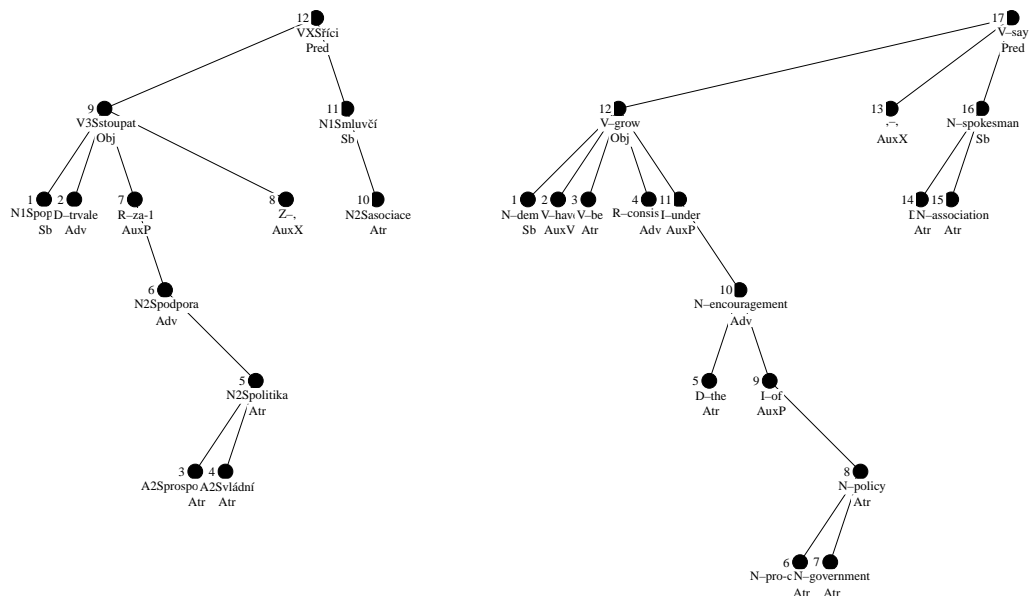 12 VXSříci Pred
17 V–say Pred
9 V3Sstoupat Obj
11 N1Smluvčí Sb
12 V–grow Obj
13 ,–, AuxX
16 N–spokesman Sb
1 Sb
2 D–trvale Adv
7 R–za-1 AuxP
8 Z–, AuxX
10 N2Sasociace Atr
1 N–dem Sb
2 AuxV
3 V–be Atr
4 R–consis Adv
11 I–under AuxP
14 Atr
15 N–association Atr
6 N2Spodpora Adv
10 N–encouragement Adv
5 N2Spolitika Atr
5 D–the Atr
9 I–of AuxP
3 Atr
4 A2Svládní Atr
8 N–policy Atr
6 Atr
7 N–government Atr